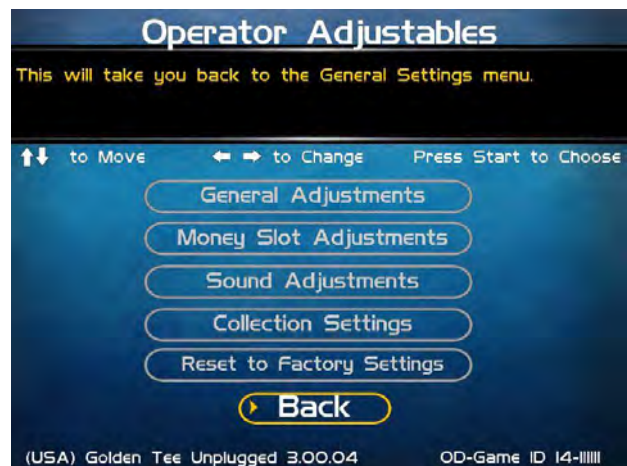 Operator Adjustables
This will take you back to the General Settings menu.
to Move to Change Press Start to Choose
General Adjustments
Money Slot Adjustments
Sound Adjustments
Collection Settings
Reset to Factory Settings
Back
(USA) Golden Tee Unplugged 3.00.04 OD-Game ID 14-111111